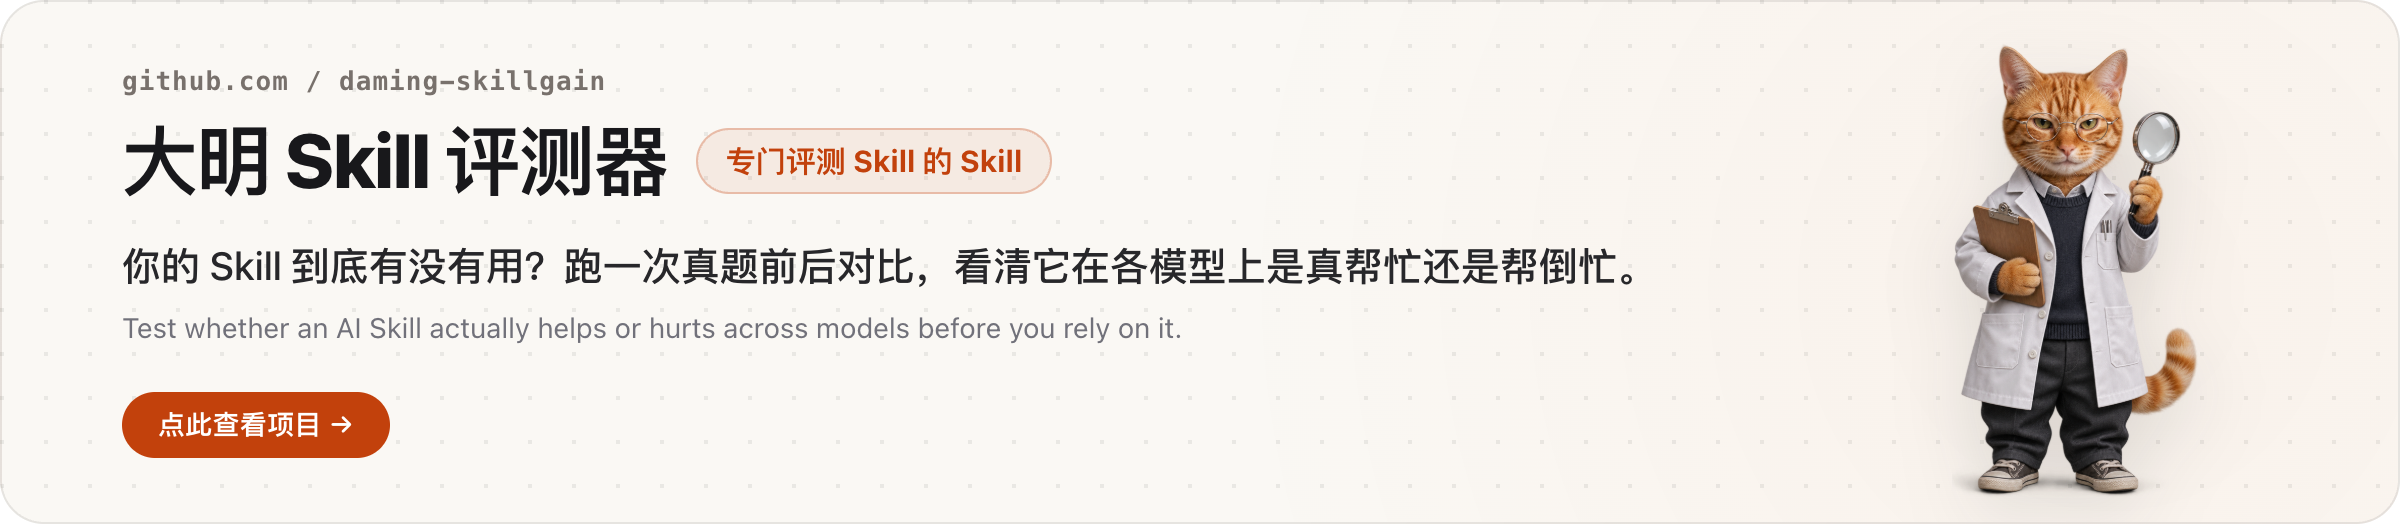 github.com / daming-skillgain
大明 Skill 评测器
专门评测 Skill 的 Skill
你的 Skill 到底有没有用？跑一次真题前后对比，看清它在各模型上是真帮忙还是帮倒忙。
Test whether an AI Skill actually helps or hurts across models before you rely on it.
点此查看项目 →